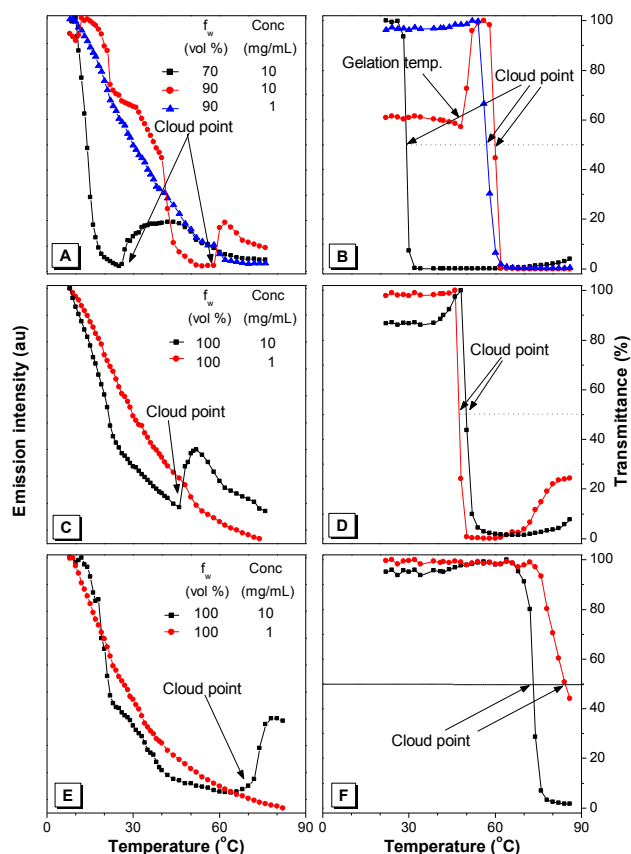 f_w Conc
(vol %) (mg/mL)
70 10
90 10
90 1
Cloud point
A
Gelation temp.
Cloud point
B
100
80
60
40
20
0
f_w Conc
(vol %) (mg/mL)
100 10
100 1
Cloud point
C
Cloud point
D
100
80
60
40
20
0
f_w Conc
(vol %) (mg/mL)
100 10
100 1
Cloud point
E
Cloud point
F
100
80
60
40
20
0
Emission intensity (au)
Transmittance (%)
0 20 40 60 80
30 60 90
Temperature (°C)
Temperature (°C)